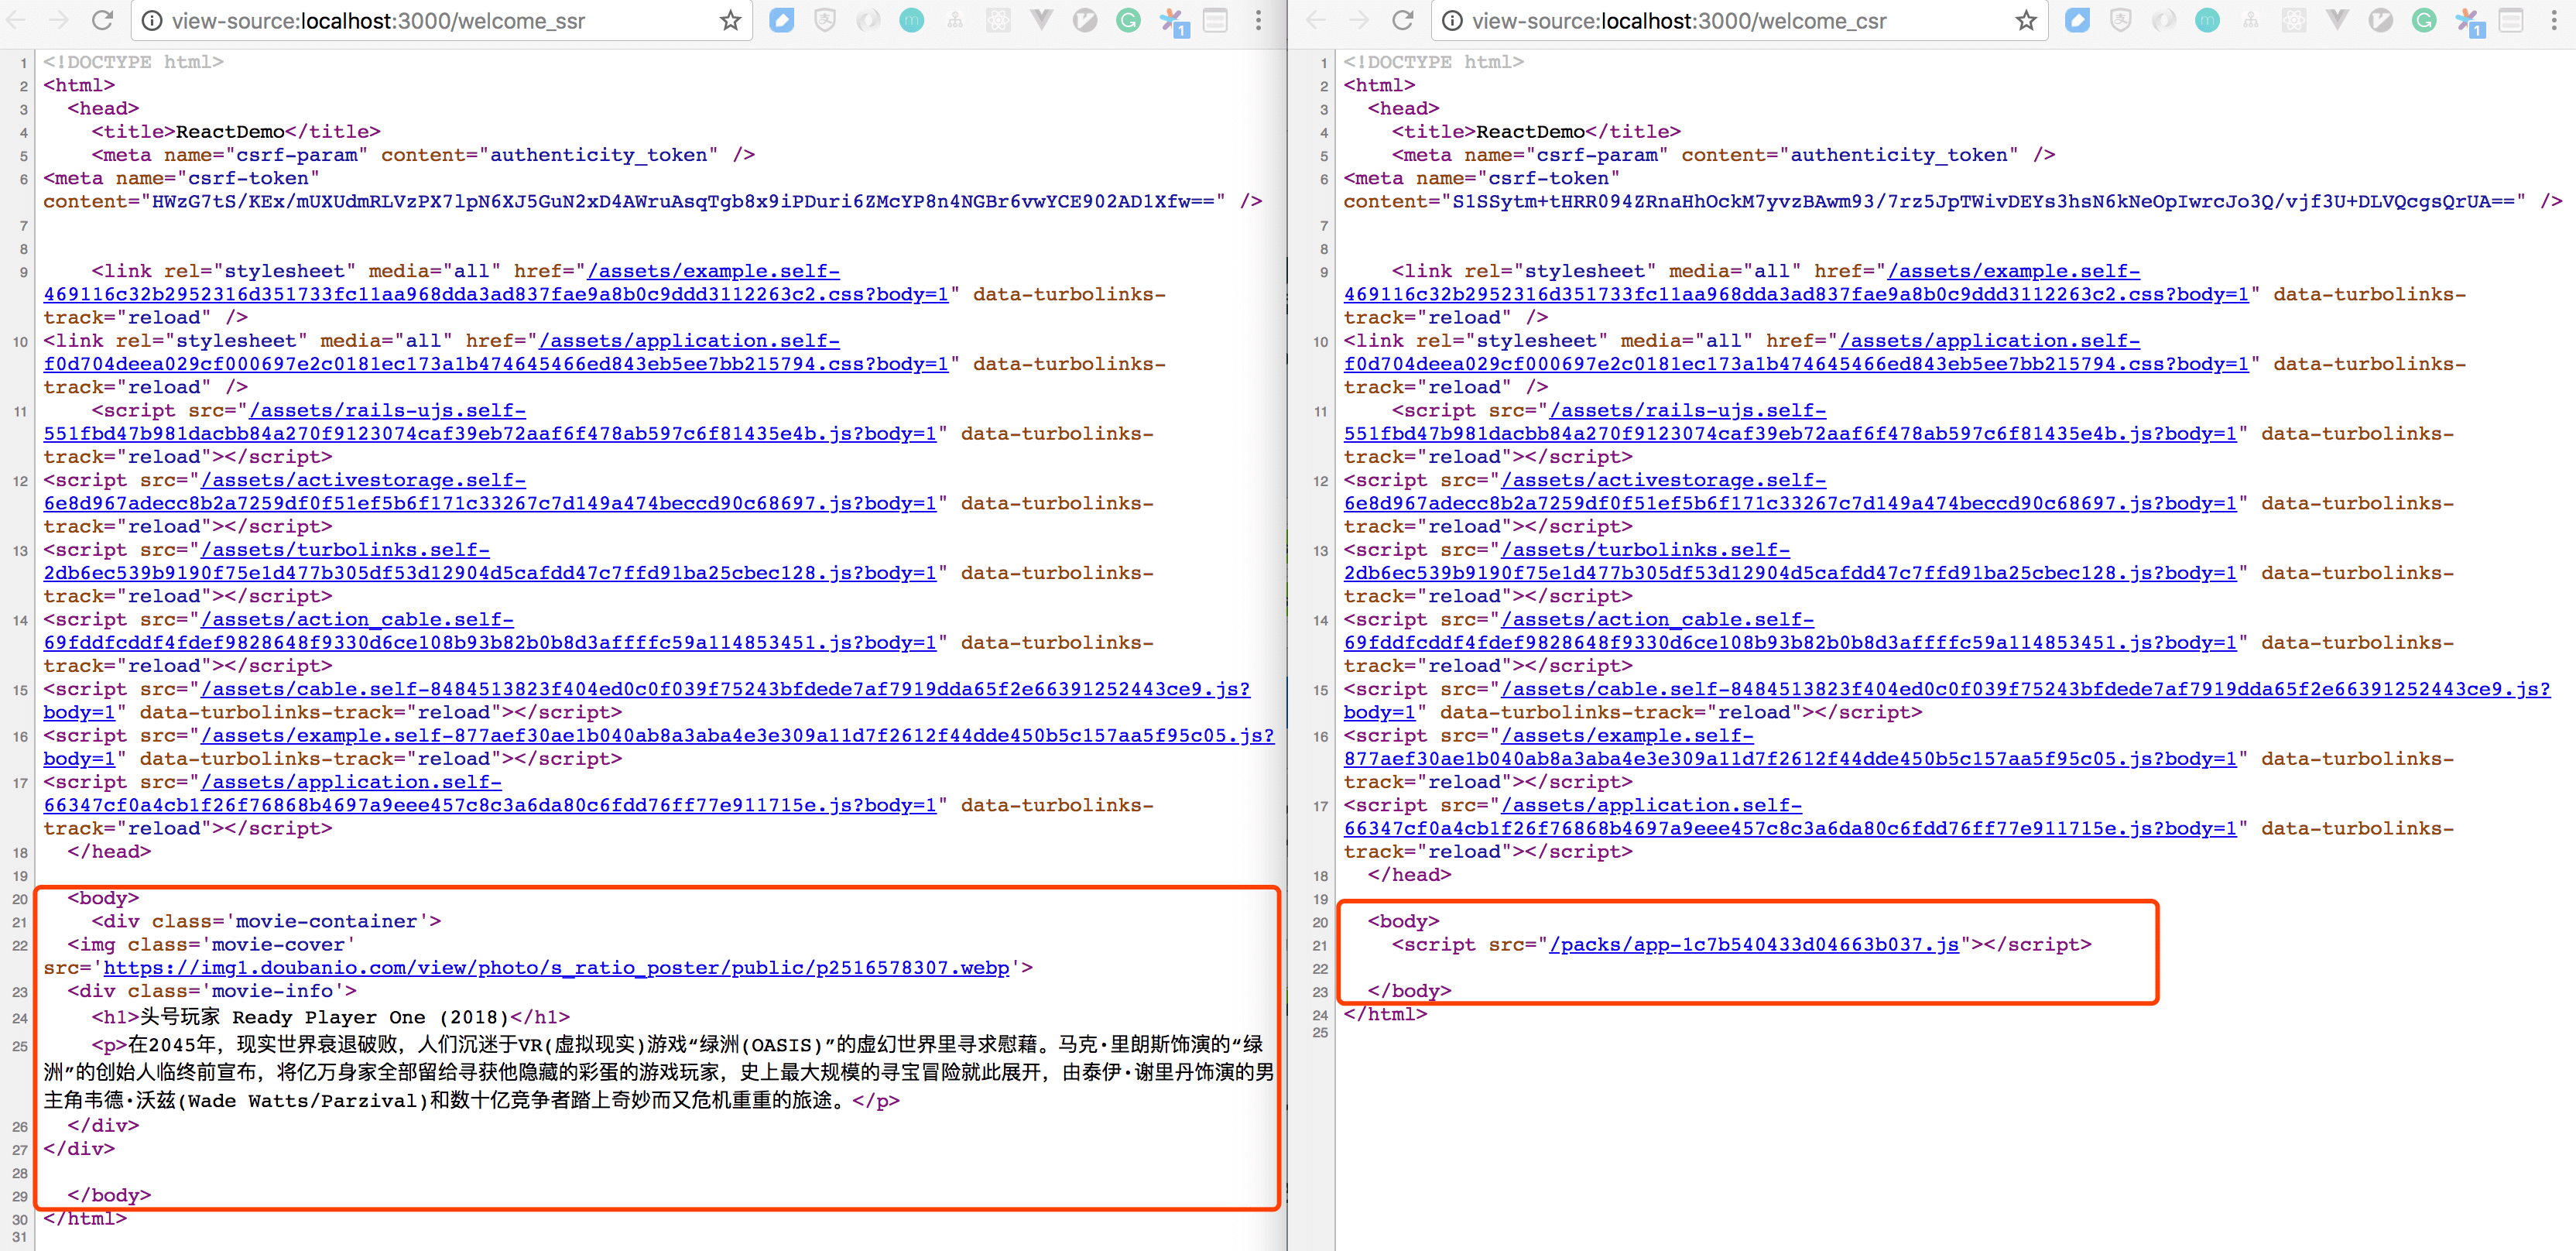 view-source:localhost:3000/welcome_ssr
1 <!DOCTYPE html>
2 <html>
3 <head>
4 <title>ReactDemo</title>
5 <meta name="csrf-param" content="authenticity_token" />
6 <meta name="csrf-token"
content="HWzG7tS/KEx/mUXUdmRLVzPX7lpN6XJ5GuN2xD4AWruAsqTgb8x9iPDuri6ZMcYP8n4NGBr6vwYCE902AD1Xfw==" />
7
8
9 <link rel="stylesheet" media="all" href="/assets/example.self-
469116c32b2952316d351733fc11aa968dda3ad837fae9a8b0c9ddd3112263c2.css?body=1" data-turbolinks-
track="reload" />
10 <link rel="stylesheet" media="all" href="/assets/application.self-
f0d704deea029cf000697e2c0181ec173a1b474645466ed843eb5ee7bb215794.css?body=1" data-turbolinks-
track="reload" />
11 <script src="/assets/rails-ujs.self-
551fbd47b981dacbb84a270f9123074caf39eb72aaf6f478ab597c6f81435e4b.js?body=1" data-turbolinks-
track="reload"></script>
12 <script src="/assets/activestorage.self-
6e8d967adecc8b2a7259df0f51ef5b6f171c33267c7d149a474beccd90c68697.js?body=1" data-turbolinks-
track="reload"></script>
13 <script src="/assets/turbolinks.self-
2db6ec539b9190f75e1d477b305df53d12904d5cafdd47c7ffd91ba25cbec128.js?body=1" data-turbolinks-
track="reload"></script>
14 <script src="/assets/action_cable.self-
69fddfcddf4fdef9828648f9330d6ce108b93b82b0b8d3affffc59a114853451.js?body=1" data-turbolinks-
track="reload"></script>
15 <script src="/assets/cable.self-8484513823f404ed0c0f039f75243bfdede7af7919dda65f2e66391252443ce9.js?
body=1" data-turbolinks-track="reload"></script>
16 <script src="/assets/example.self-877aef30ae1b040ab8a3aba4e3e309a11d7f2612f44dde450b5c157aa5f95c05.js?
body=1" data-turbolinks-track="reload"></script>
17 <script src="/assets/application.self-
66347cf0a4cb1f26f76868b4697a9eee457c8c3a6da80c6fdd76ff77e911715e.js?body=1" data-turbolinks-
track="reload"></script>
18 </head>
19
20 <body>
21 <div class='movie-container'>
22 <img class='movie-cover'
src='https://img1.doubanio.com/view/photo/s_ratio_poster/public/p2516578307.webp'>
23 <div class='movie-info'>
24 <h1>头号玩家 Ready Player One (2018)</h1>
25 <p>在2045年，现实世界衰退破败，人们沉迷于VR(虚拟现实)游戏“绿洲(OASIS)”的虚幻世界里寻求慰藉。马克·里朗斯饰演的“绿
洲”的创始人临终前宣布，将亿万身家全部留给寻获他隐藏的彩蛋的游戏玩家，史上最大规模的寻宝冒险就此展开，由泰伊·谢里丹饰演的男
主角韦德·沃兹(Wade Watts/Parzival)和数十亿竞争者踏上奇妙而又危机重重的旅途。</p>
26 </div>
27 </div>
28
29 </body>
30 </html>
31
view-source:localhost:3000/welcome_csr
1 <!DOCTYPE html>
2 <html>
3 <head>
4 <title>ReactDemo</title>
5 <meta name="csrf-param" content="authenticity_token" />
6 <meta name="csrf-token"
content="S1SSytm+tHRR094ZRnaHhOckM7yvzBAwm93/7rz5JpTWivDEYs3hsN6kNeOpIwrcJo3Q/vjf3U+DLVQcgsQrUA==" />
7
8
9 <link rel="stylesheet" media="all" href="/assets/example.self-
469116c32b2952316d351733fc11aa968dda3ad837fae9a8b0c9ddd3112263c2.css?body=1" data-turbolinks-
track="reload" />
10 <link rel="stylesheet" media="all" href="/assets/application.self-
f0d704deea029cf000697e2c0181ec173a1b474645466ed843eb5ee7bb215794.css?body=1" data-turbolinks-
track="reload" />
11 <script src="/assets/rails-ujs.self-
551fbd47b981dacbb84a270f9123074caf39eb72aaf6f478ab597c6f81435e4b.js?body=1" data-turbolinks-
track="reload"></script>
12 <script src="/assets/activestorage.self-
6e8d967adecc8b2a7259df0f51ef5b6f171c33267c7d149a474beccd90c68697.js?body=1" data-turbolinks-
track="reload"></script>
13 <script src="/assets/turbolinks.self-
2db6ec539b9190f75e1d477b305df53d12904d5cafdd47c7ffd91ba25cbec128.js?body=1" data-turbolinks-
track="reload"></script>
14 <script src="/assets/action_cable.self-
69fddfcddf4fdef9828648f9330d6ce108b93b82b0b8d3affffc59a114853451.js?body=1" data-turbolinks-
track="reload"></script>
15 <script src="/assets/cable.self-8484513823f404ed0c0f039f75243bfdede7af7919dda65f2e66391252443ce9.js?
body=1" data-turbolinks-track="reload"></script>
16 <script src="/assets/example.self-
877aef30ae1b040ab8a3aba4e3e309a11d7f2612f44dde450b5c157aa5f95c05.js?body=1" data-turbolinks-
track="reload"></script>
17 <script src="/assets/application.self-
66347cf0a4cb1f26f76868b4697a9eee457c8c3a6da80c6fdd76ff77e911715e.js?body=1" data-turbolinks-
track="reload"></script>
18 </head>
19
20 <body>
21 <script src="/packs/app-1c7b540433d04663b037.js"></script>
22
23 </body>
24 </html>
25